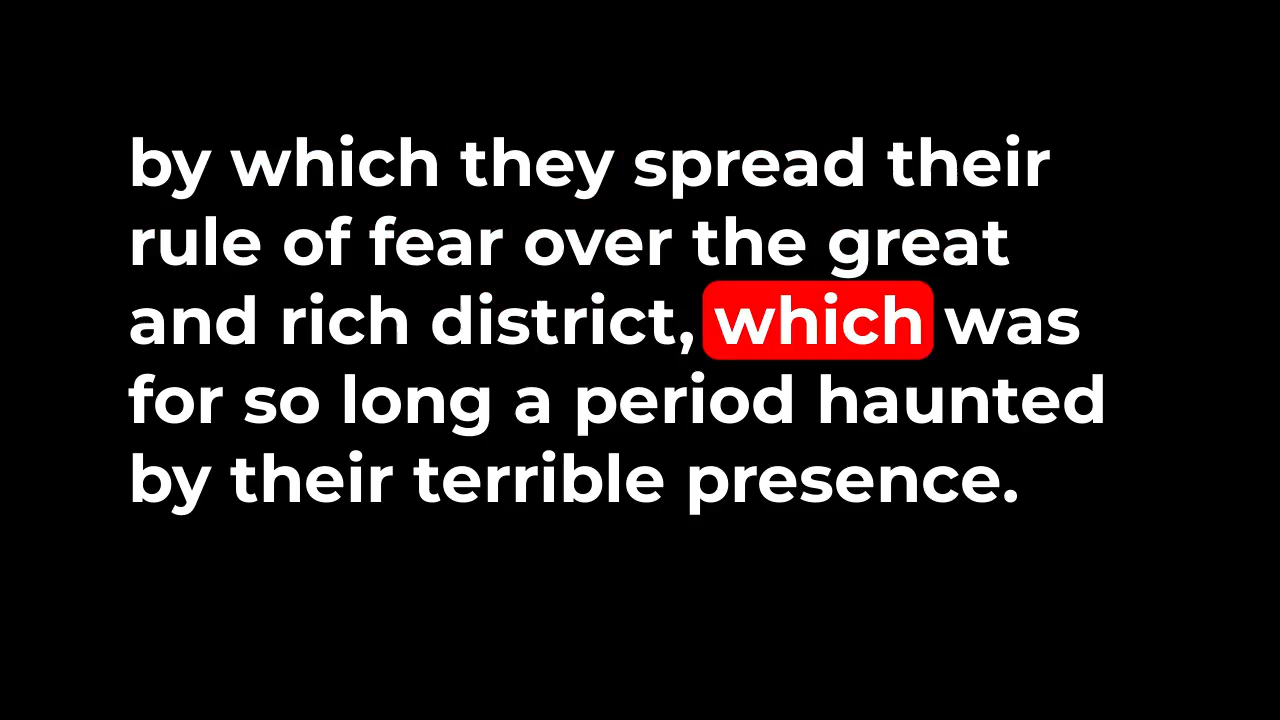 by which they spread their
rule of fear over the great
and rich district, which was
for so long a period haunted
by their terrible presence.